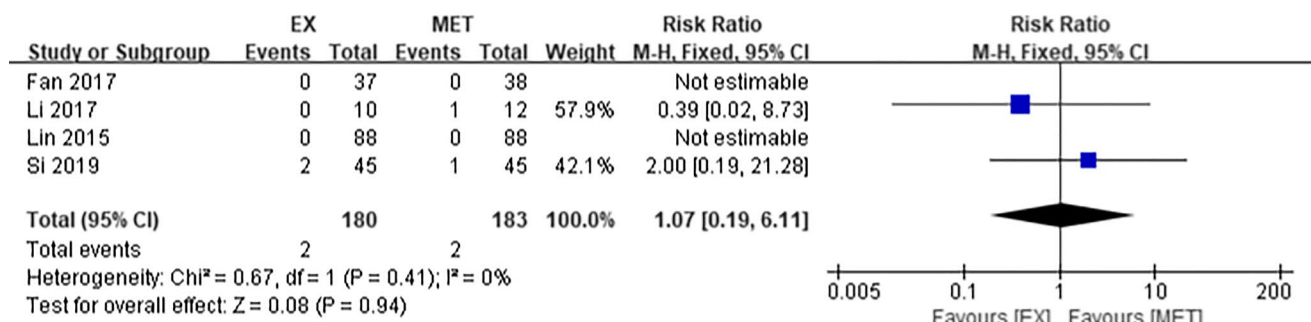 EX MET Risk Ratio Risk Ratio
Study or Subgroup Events Total Events Total Weight M-H, Fixed, 95% CI M-H, Fixed, 95% CI
Fan 2017 0 37 0 38 Not estimable
Li 2017 0 10 1 12 57.9% 0.39 [0.02, 8.73]
Lin 2015 0 88 0 88 Not estimable
Si 2019 2 45 1 45 42.1% 2.00 [0.19, 21.28]
Total (95% CI) 180 183 100.0% 1.07 [0.19, 6.11]
Total events 2 2
Heterogeneity: Chi² = 0.67, df = 1 (P = 0.41); I² = 0%
Test for overall effect: Z = 0.08 (P = 0.94)
0.005 0.1 1 10 200
Favours [EX] Favours [MET]